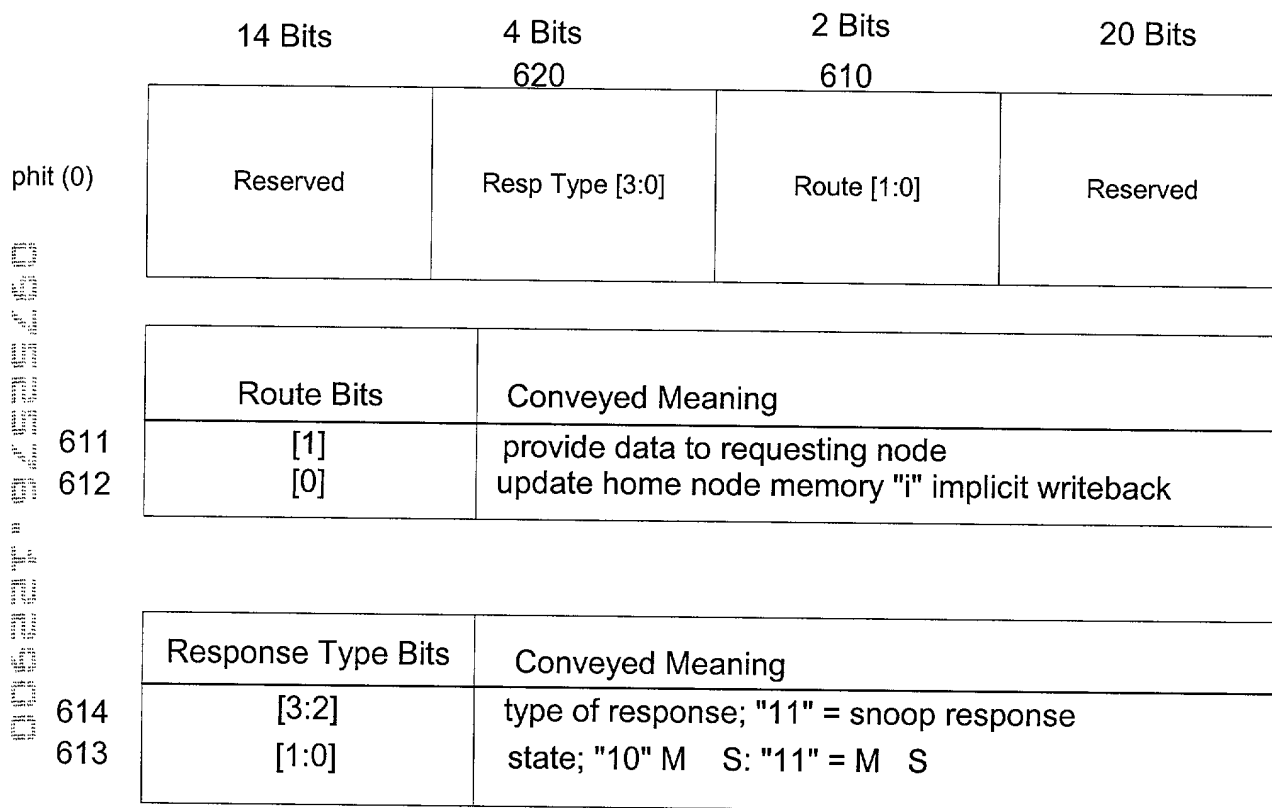 14 Bits 4 Bits 2 Bits 20 Bits
620 610
phit (0) Reserved Resp Type [3:0] Route [1:0] Reserved
Route Bits Conveyed Meaning
611 [1] provide data to requesting node
612 [0] update home node memory "i" implicit writeback
Response Type Bits Conveyed Meaning
614 [3:2] type of response; "11" = snoop response
613 [1:0] state; "10" M S: "11" = M S